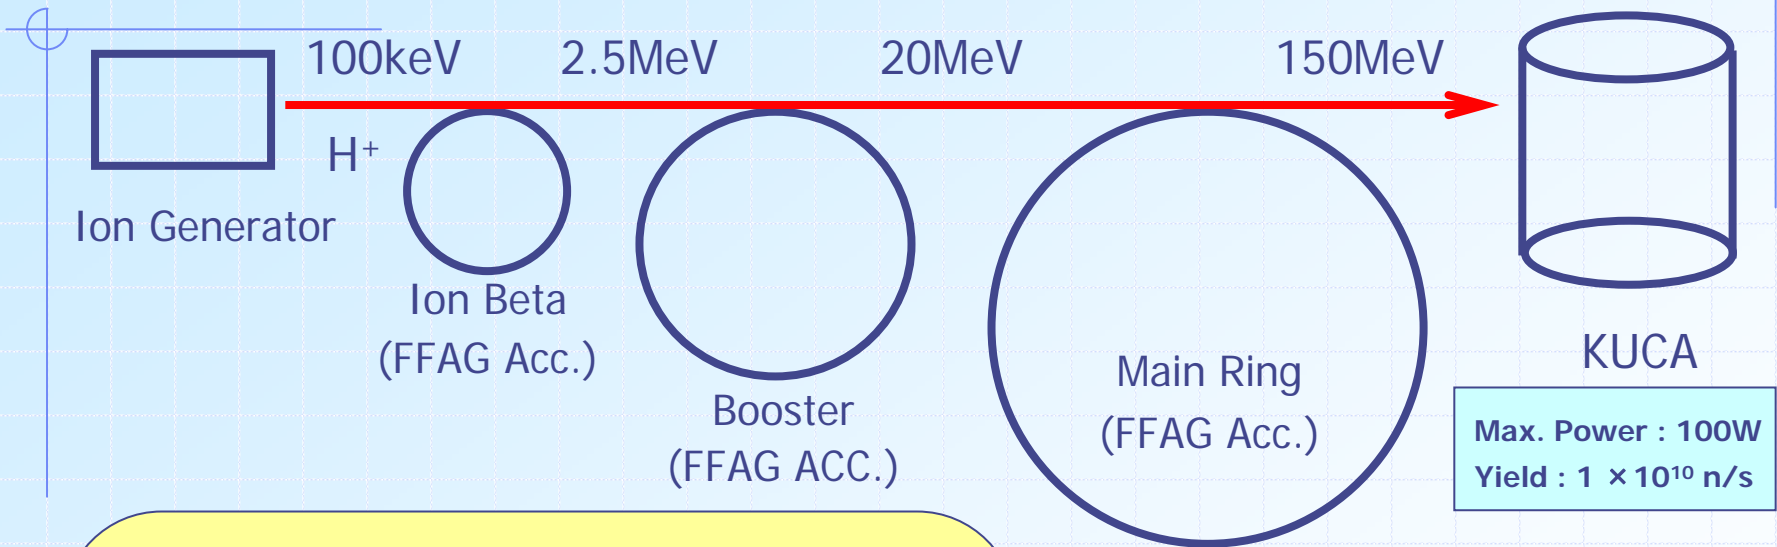 100keV 2.5MeV 20MeV 150MeV
H⁺
Ion Generator
Ion Beta
(FFAG Acc.)
Booster
(FFAG ACC.)
Main Ring
(FFAG Acc.)
KUCA
Max. Power : 100W
Yield : 1 ×10¹⁰ n/s